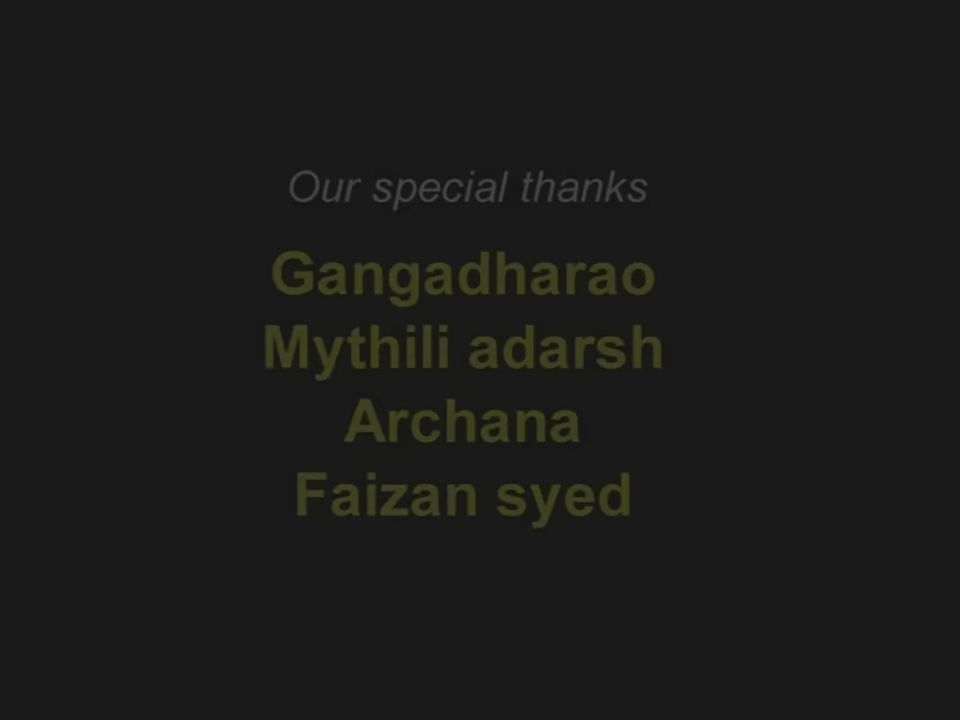 Our special thanks
Gangadharao
Mythili adarsh
Archana
Faizan syed